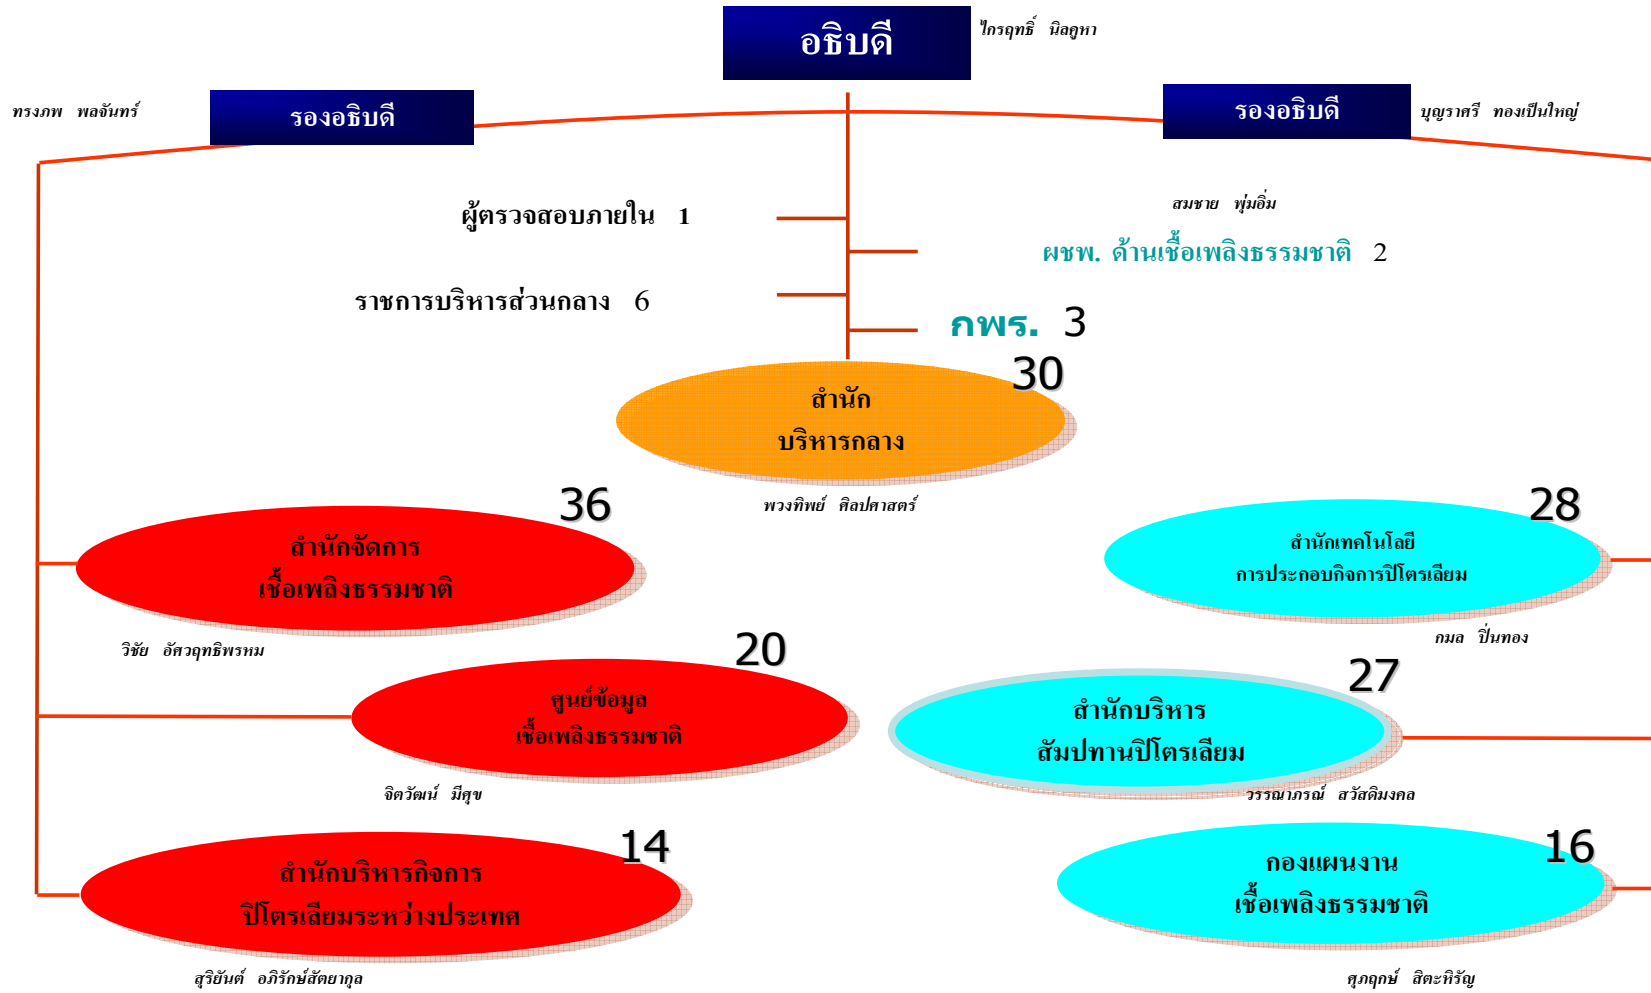 อธิบดี
ไกรฤทธิ์ นิลคูหา
ทรงภพ พลจันทร์
รองอธิบดี
รองอธิบดี
บุญราศรี ทองเป็นใหญ่
ผู้ตรวจสอบภายใน 1
สมชาย พุ่มอิ่ม
ผชพ. ด้านเชื้อเพลิงธรรมชาติ 2
ราชการบริหารส่วนกลาง 6
กพร. 3
30
สำนัก
บริหารกลาง
พวงทิพย์ ศิลปศาสตร์
36
สำนักจัดการ
เชื้อเพลิงธรรมชาติ
วิชัย อัศวฤทธิพรหม
28
สำนักเทคโนโลยี
การประกอบกิจการปิโตรเลียม
กมล ปิ่นทอง
20
ศูนย์ข้อมูล
เชื้อเพลิงธรรมชาติ
จิตวัฒน์ มีศุข
27
สำนักบริหาร
สัมปทานปิโตรเลียม
วรรณาภรณ์ สวัสดิมงคล
14
สำนักบริหารกิจการ
ปิโตรเลียมระหว่างประเทศ
สุริยันต์ อภิรักษ์สัตยากุล
16
กองแผนงาน
เชื้อเพลิงธรรมชาติ
ศุภฤกษ์ สิตะหิรัญ